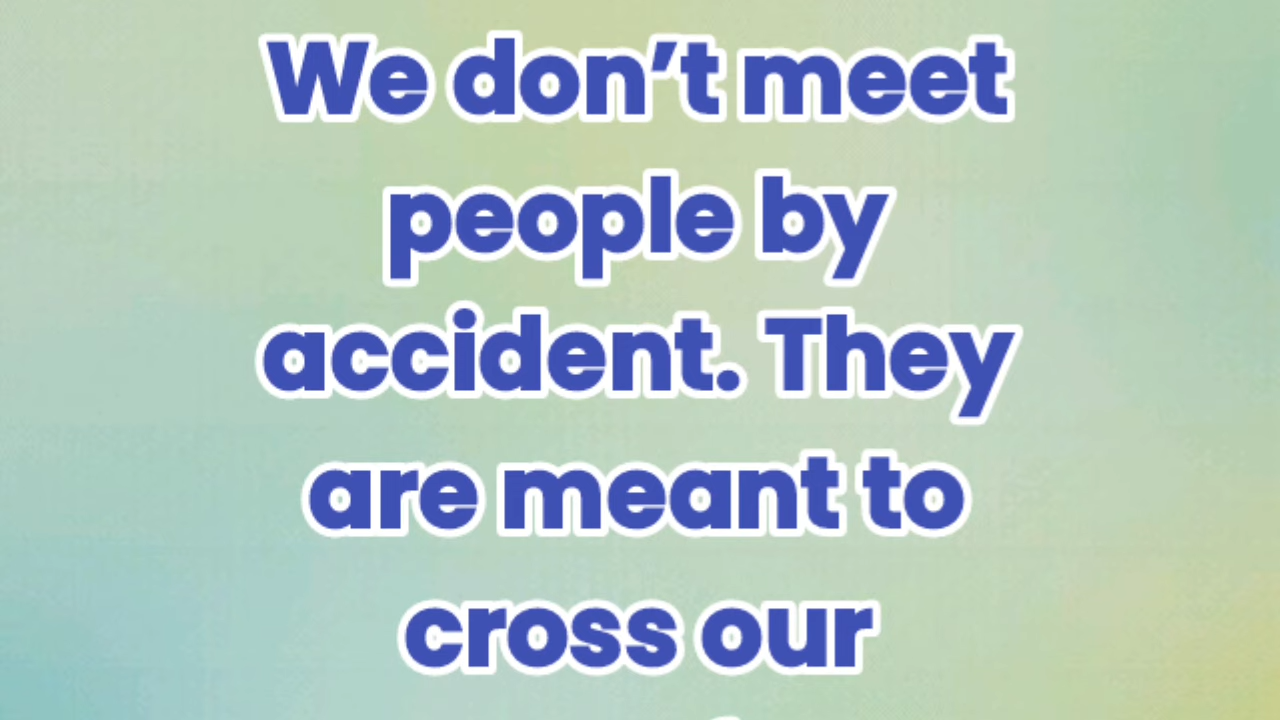 We don’t meet
people by
accident. They
are meant to
cross our